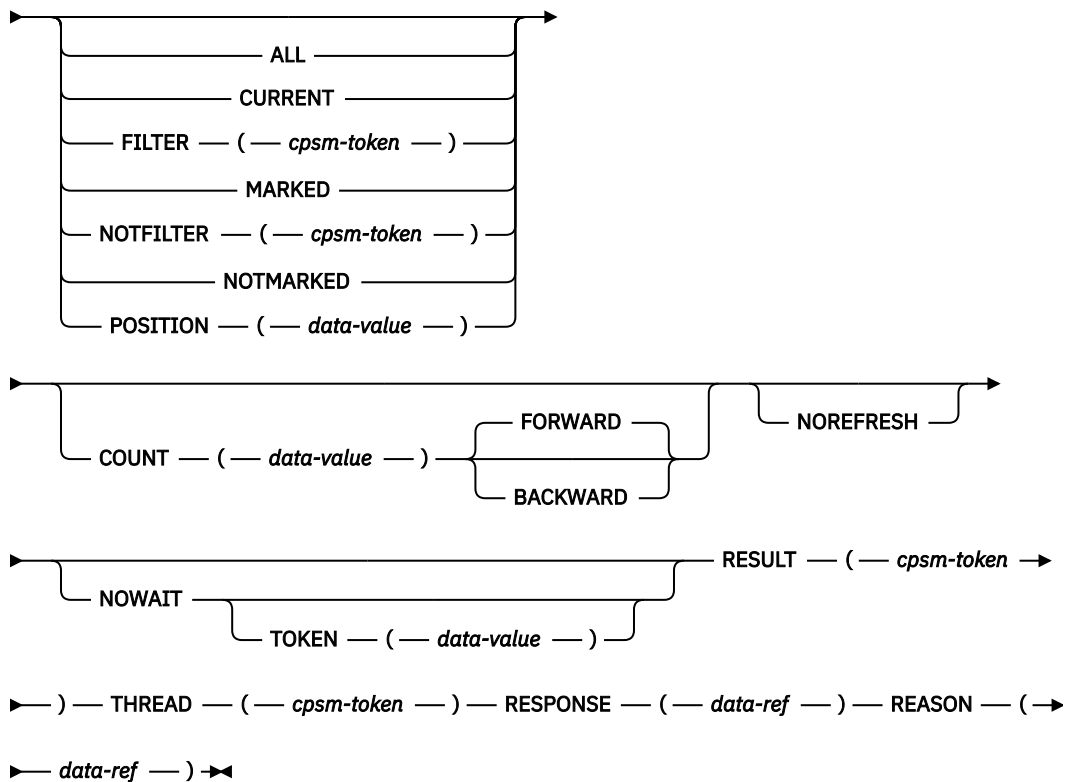 ALL
CURRENT
FILTER ( cpsm-token )
MARKED
NOTFILTER ( cpsm-token )
NOTMARKED
POSITION ( data-value )
FORWARD
NOREFRESH
COUNT ( data-value )
BACKWARD
RESULT ( cpsm-token
NOWAIT
TOKEN ( data-value )
) THREAD ( cpsm-token ) RESPONSE ( data-ref ) REASON (
data-ref )